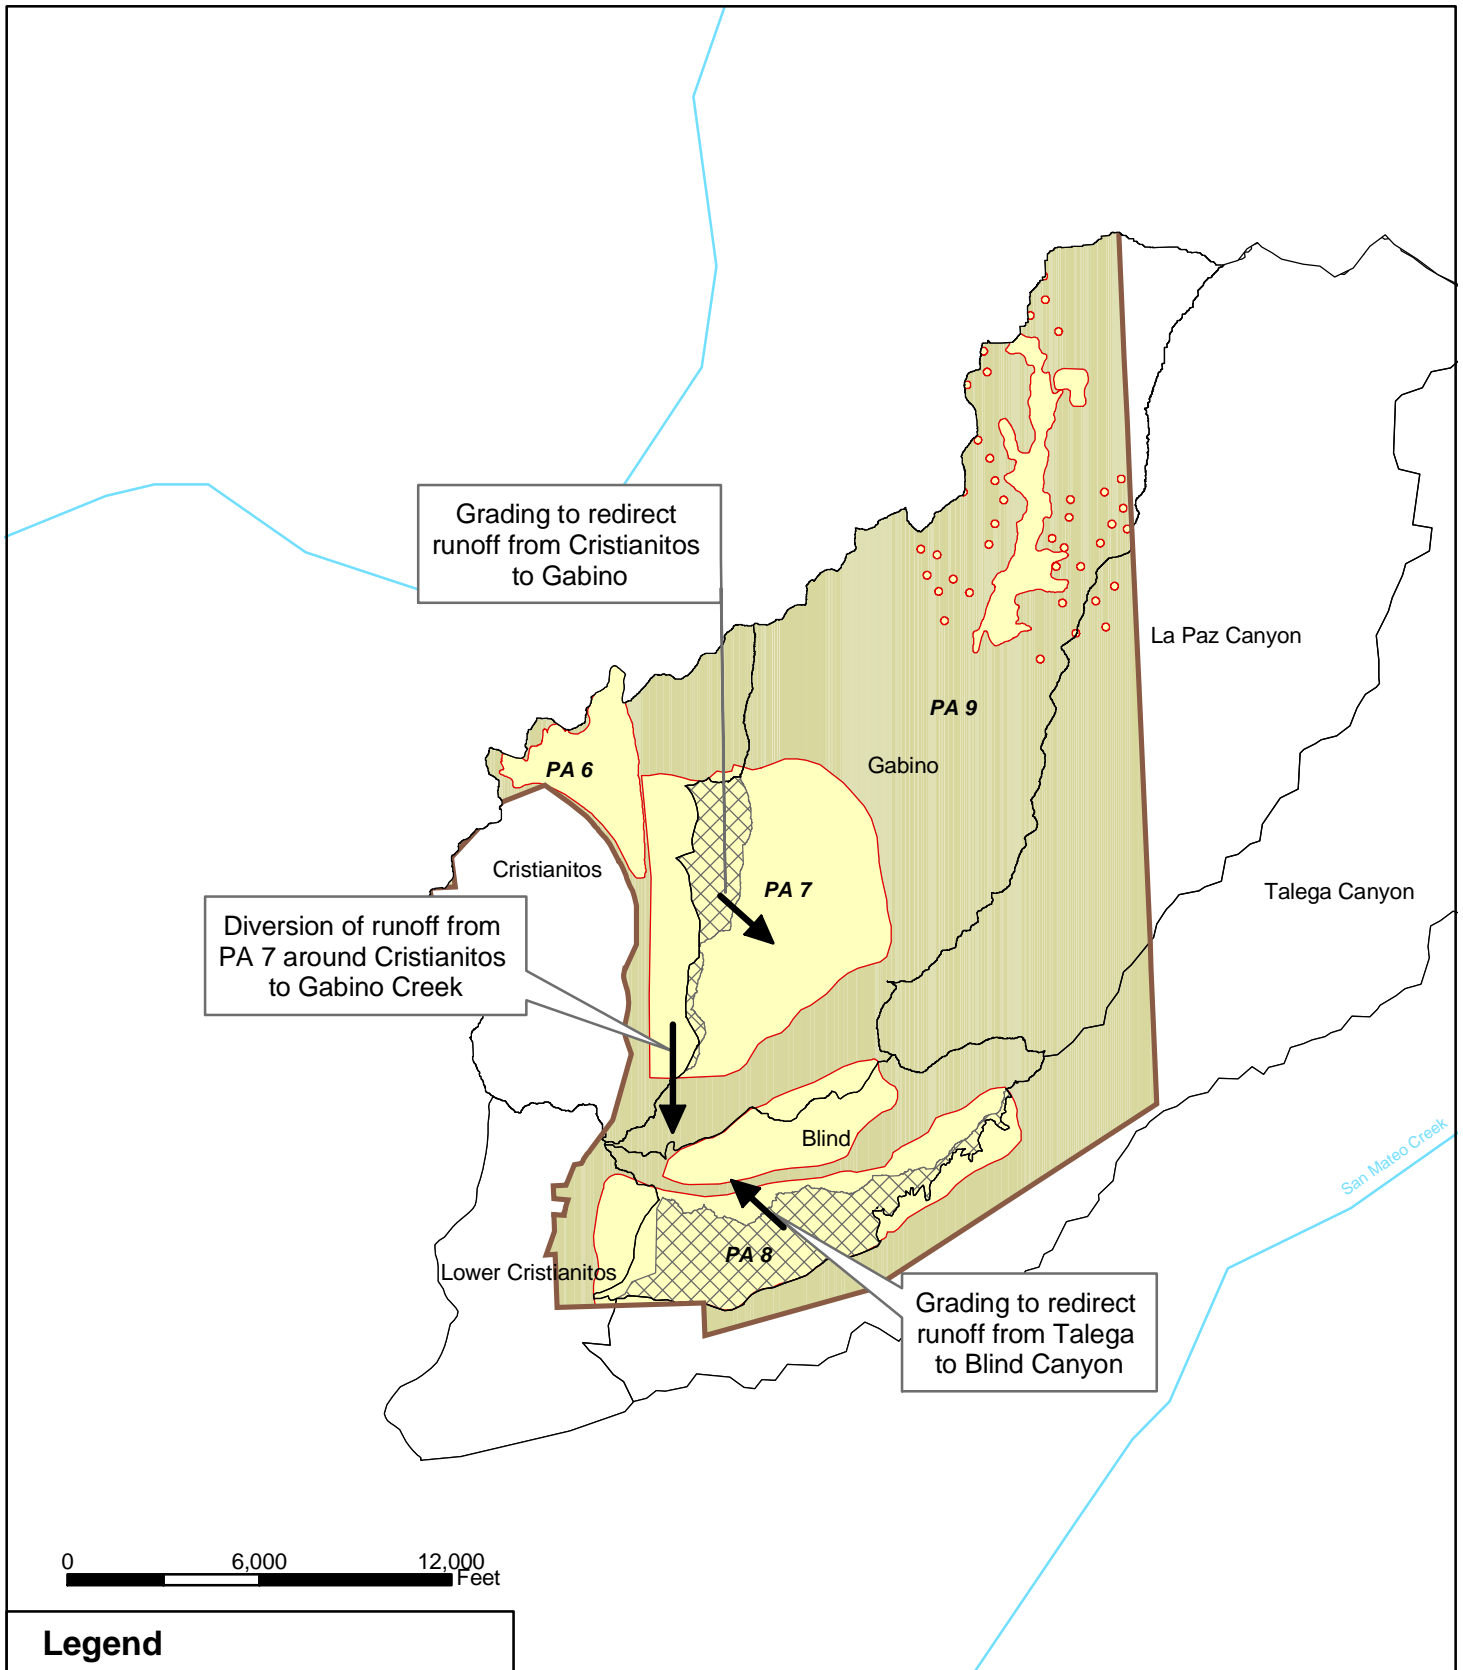 Grading to redirect
runoff from Cristianitos
to Gabino
La Paz Canyon
PA 9
Gabino
PA 6
Cristianitos
PA 7
Talega Canyon
Diversion of runoff from
PA 7 around Cristianitos
to Gabino Creek
Blind
San Mateo Creek
PA 8
Lower Cristianitos
Grading to redirect
runoff from Talega
to Blind Canyon
0 6,000 12,000
Feet
Legend